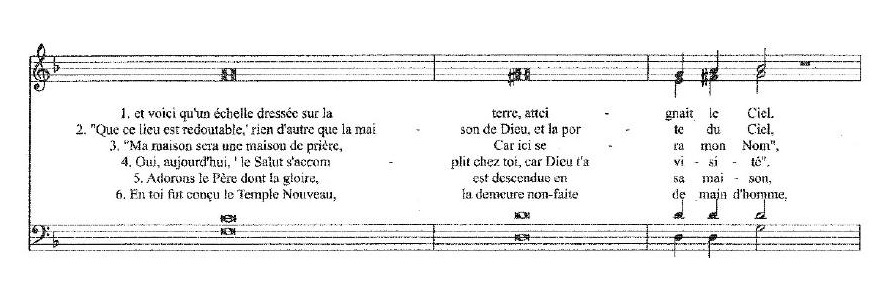 1. et voici qu'un échelle dressée sur la terre, attei - gnait le Ciel.
2. "Que ce lieu est redoutable,' rien d'autre que la mai - son de Dieu, et la por - te du Ciel,
3. "Ma maison sera une maison de prière, Car ici se - ra mon Nom",
4. Oui, aujourd'hui, ' le Salut s'accom - plit chez toi, car Dieu t'a vi - si - té".
5. Adorons le Père dont la gloire, est descendue en sa mai - son,
6. En toi fut conçu le Temple Nouveau, la demeure non-faite de main d'homme,